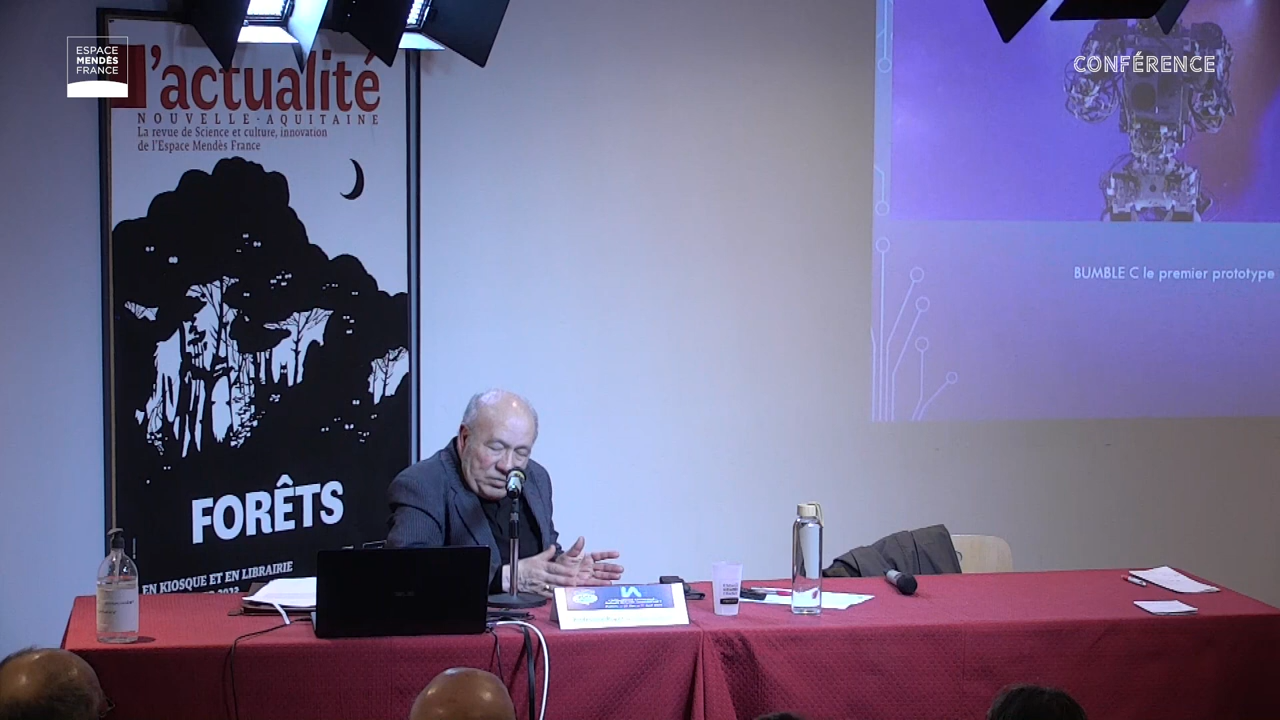 ESPACE
MENDÈS
FRANCE
l'actualité
NOUVELLE-AQUITAINE
La revue de Science et culture, innovation
de l'Espace Mendès France
FORÊTS
EN KIOSQUE ET EN LIBRAIRIE
CONFÉRENCE
BUMBLE C le premier prototype